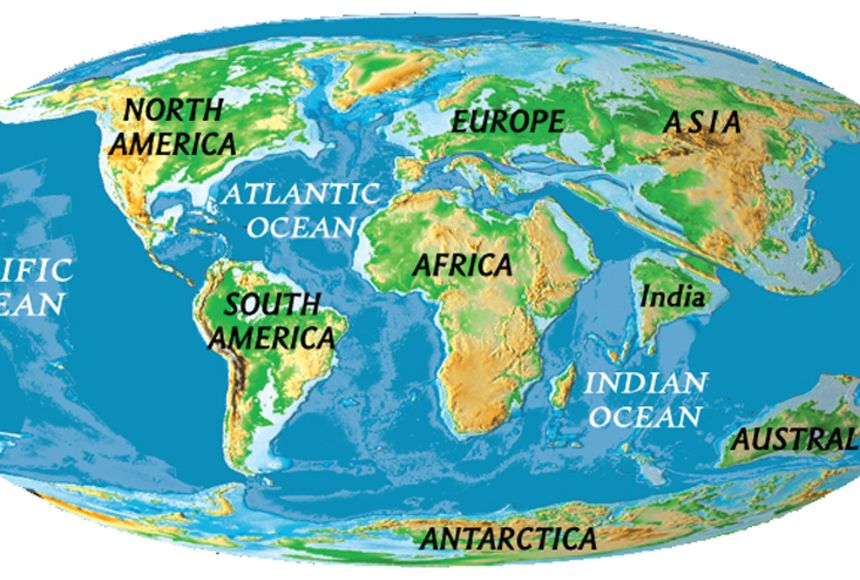 NORTH
AMERICA
EUROPE
ASIA
ATLANTIC
OCEAN
IFIC
EAN
AFRICA
SOUTH
AMERICA
India
INDIAN
OCEAN
AUSTRAL
ANTARCTICA